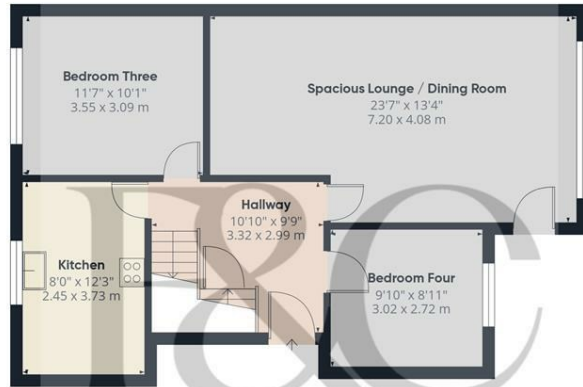 Bedroom Three
11'7" x 10'1"
3.55 x 3.09 m
Spacious Lounge / Dining Room
23'7" x 13'4"
7.20 x 4.08 m
Hallway
10'10" x 9'9"
3.32 x 2.99 m
Kitchen
8'0" x 12'3"
2.45 x 3.73 m
Bedroom Four
9'10" x 8'11"
3.02 x 2.72 m